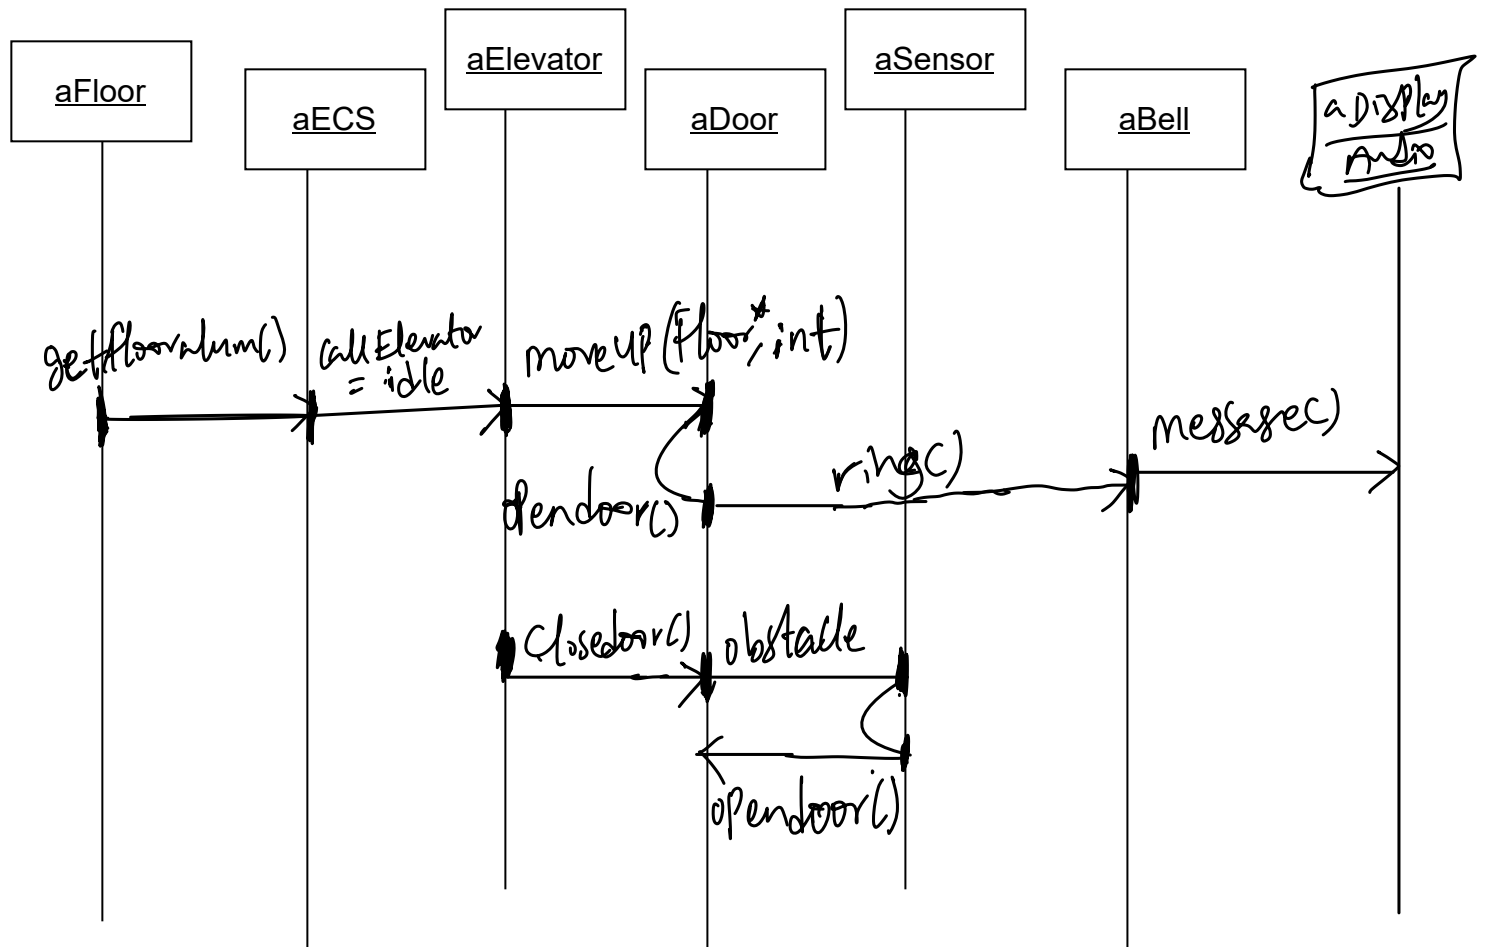 aFloor
aECS
aElevator
aDoor
aSensor
aBell
aDisplay
Audio
getfloorNum()
callElevator
= idle
moveUP (Floor*, int)
opendoor()
ring()
message()
Closedoor()
obstacle
opendoor()